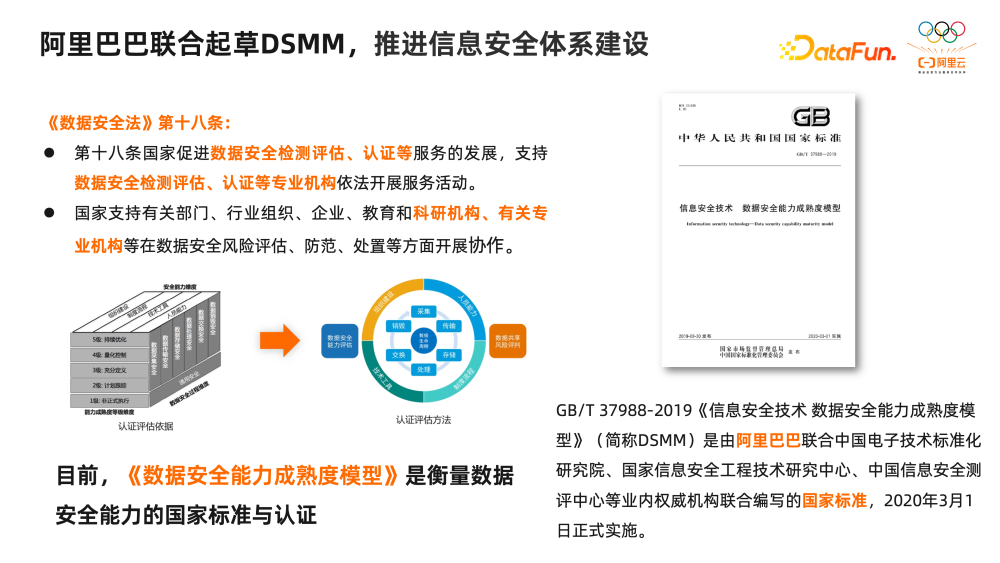 阿里巴巴联合起草DSMM，推进信息安全体系建设
DataFun.
阿里云
《数据安全法》第十八条：
● 第十八条国家促进数据安全检测评估、认证等服务的发展，支持
数据安全检测评估、认证等专业机构依法开展服务活动。
● 国家支持有关部门、行业组织、企业、教育和科研机构、有关专
业机构等在数据安全风险评估、防范、处置等方面开展协作。
安全能力维度
组织建设
制度流程
技术工具
人员能力
5级: 持续优化
4级: 量化控制
3级: 充分定义
2级: 计划跟踪
1级: 非正式执行
数据采集安全
数据传输安全
数据存储安全
数据处理安全
数据交换安全
数据销毁安全
通用安全
能力成熟度等级维度
数据安全过程维度
认证评估依据
数据安全
能力评估
组织建设
人员能力
技术工具
制度流程
采集
传输
存储
处理
交换
销毁
数据
生命
周期
数据共享
风险评判
认证评估方法
目前，《数据安全能力成熟度模型》是衡量数据
安全能力的国家标准与认证
GB
中华人民共和国国家标准
GB/T 37988—2019
信息安全技术 数据安全能力成熟度模型
Information security technology—Data security capability maturity model
2019-08-30 发布
2020-03-01 实施
国家市场监督管理总局
中国国家标准化管理委员会
发布
GB/T 37988-2019《信息安全技术 数据安全能力成熟度模
型》（简称DSMM）是由阿里巴巴联合中国电子技术标准化
研究院、国家信息安全工程技术研究中心、中国信息安全测
评中心等业内权威机构联合编写的国家标准，2020年3月1
日正式实施。